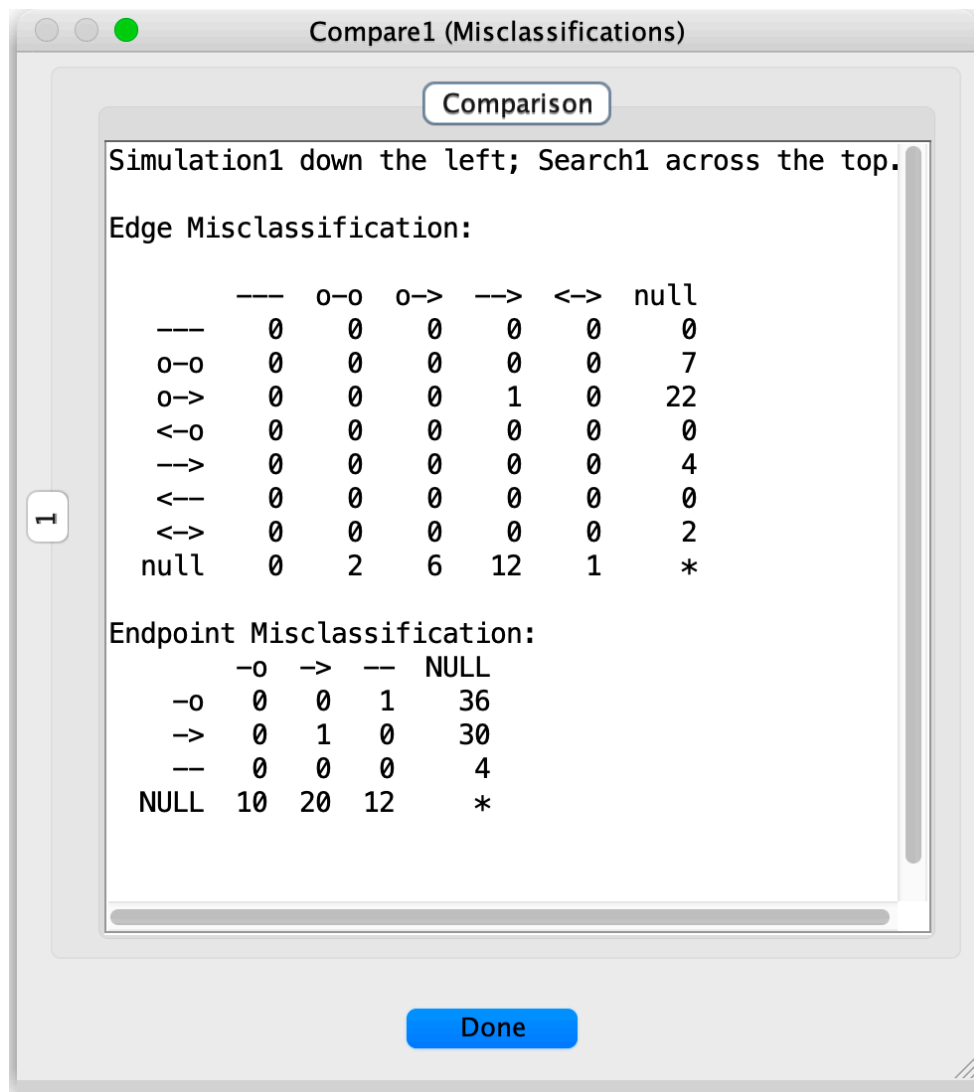 Compare1 (Misclassifications)
Comparison
Simulation1 down the left; Search1 across the top.
Edge Misclassification:
--- o-o o-> --> <-> null
--- 0 0 0 0 0 0
o-o 0 0 0 0 0 7
o-> 0 0 0 1 0 22
<-o 0 0 0 0 0 0
--> 0 0 0 0 0 4
<-- 0 0 0 0 0 0
<-> 0 0 0 0 0 2
null 0 2 6 12 1 *
Endpoint Misclassification:
-o -> -- NULL
-o 0 0 1 36
-> 0 1 0 30
-- 0 0 0 4
NULL 10 20 12 *
1
Done